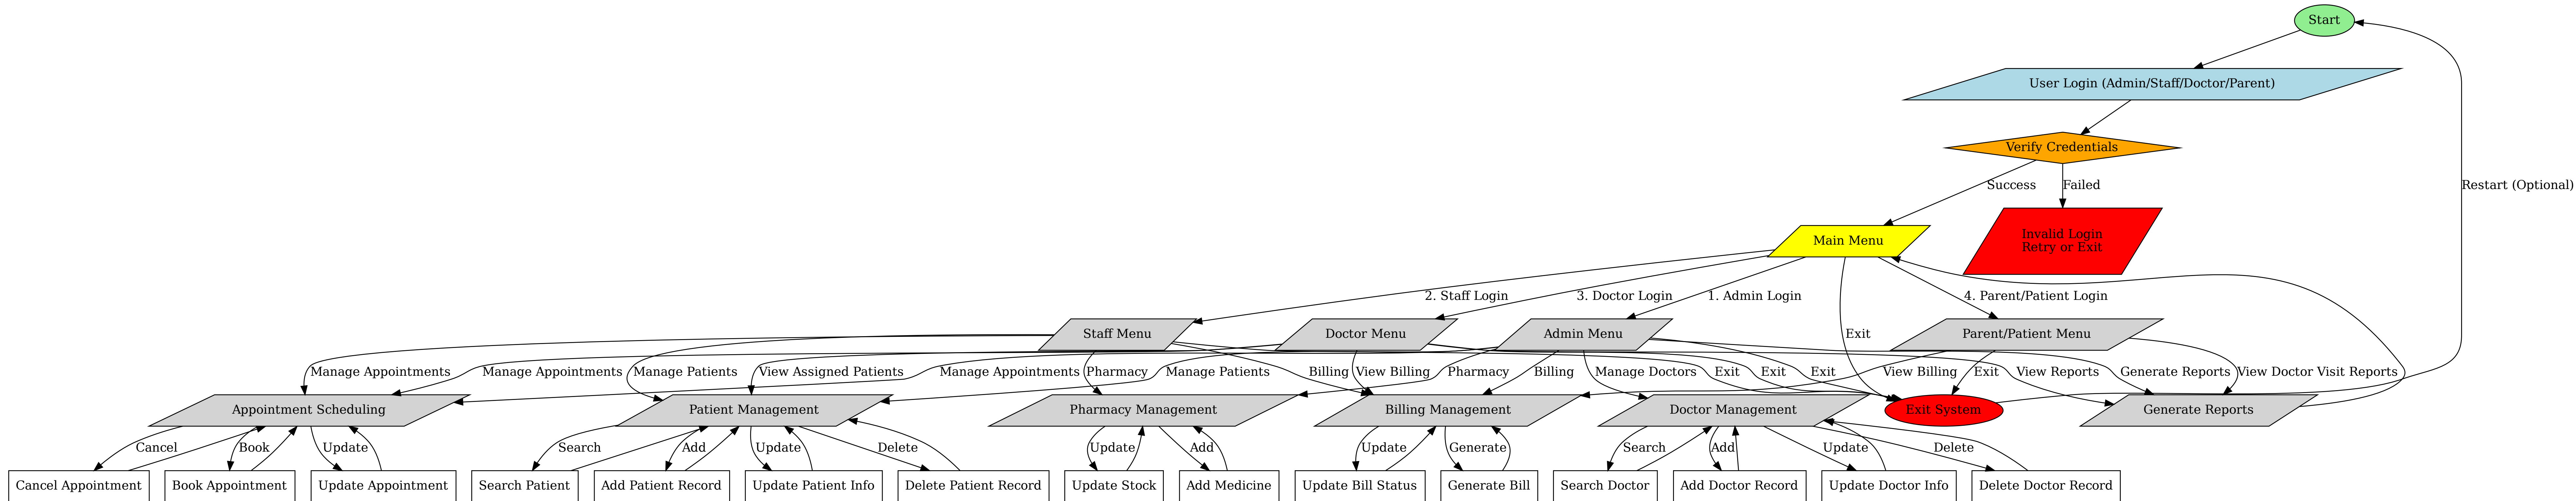 Start
User Login (Admin/Staff/Doctor/Parent)
Verify Credentials
Success
Failed
Restart (Optional)
Invalid Login
Retry or Exit
Main Menu
2. Staff Login
3. Doctor Login
1. Admin Login
4. Parent/Patient Login
Exit
Staff Menu
Doctor Menu
Admin Menu
Parent/Patient Menu
Manage Appointments
Manage Appointments
Manage Patients
View Assigned Patients
Manage Appointments
Pharmacy
Manage Patients
Billing
View Billing
Pharmacy
Billing
Manage Doctors
Exit
Exit
Exit
View Billing
Exit
View Reports
Generate Reports
View Doctor Visit Reports
Appointment Scheduling
Patient Management
Pharmacy Management
Billing Management
Doctor Management
Exit System
Generate Reports
Cancel
Book
Update
Search
Add
Update
Delete
Update
Add
Update
Generate
Search
Add
Update
Delete
Cancel Appointment
Book Appointment
Update Appointment
Search Patient
Add Patient Record
Update Patient Info
Delete Patient Record
Update Stock
Add Medicine
Update Bill Status
Generate Bill
Search Doctor
Add Doctor Record
Update Doctor Info
Delete Doctor Record